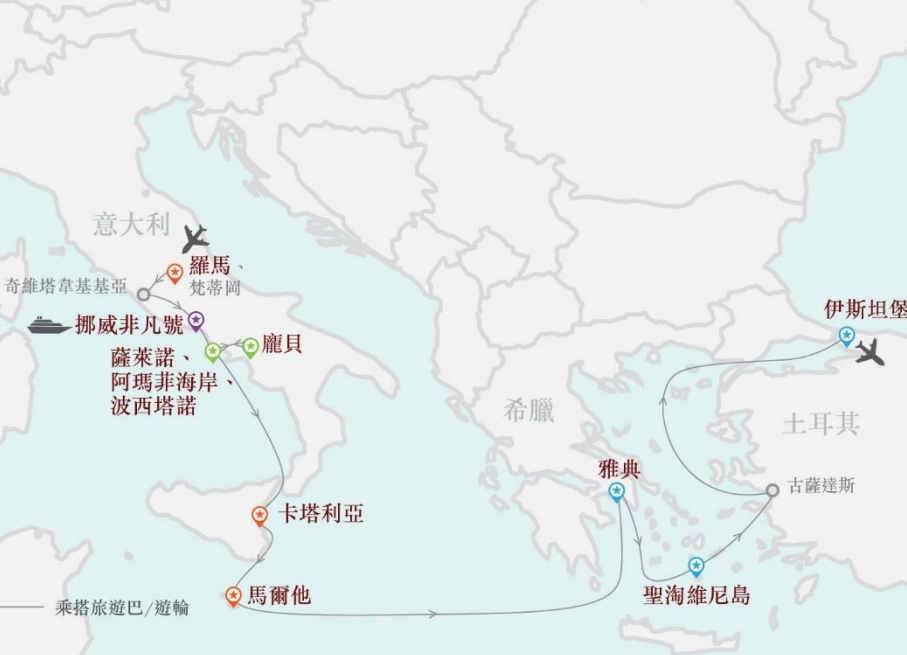 意大利
羅馬、
梵蒂岡
奇維塔韋基基亞
挪威非凡號
龐貝
薩萊諾、
阿瑪菲海岸、
波西塔諾
伊斯坦堡
希臘
土耳其
雅典
古薩達斯
卡塔利亞
馬爾他
聖淘維尼島
乘搭旅遊巴/遊輪